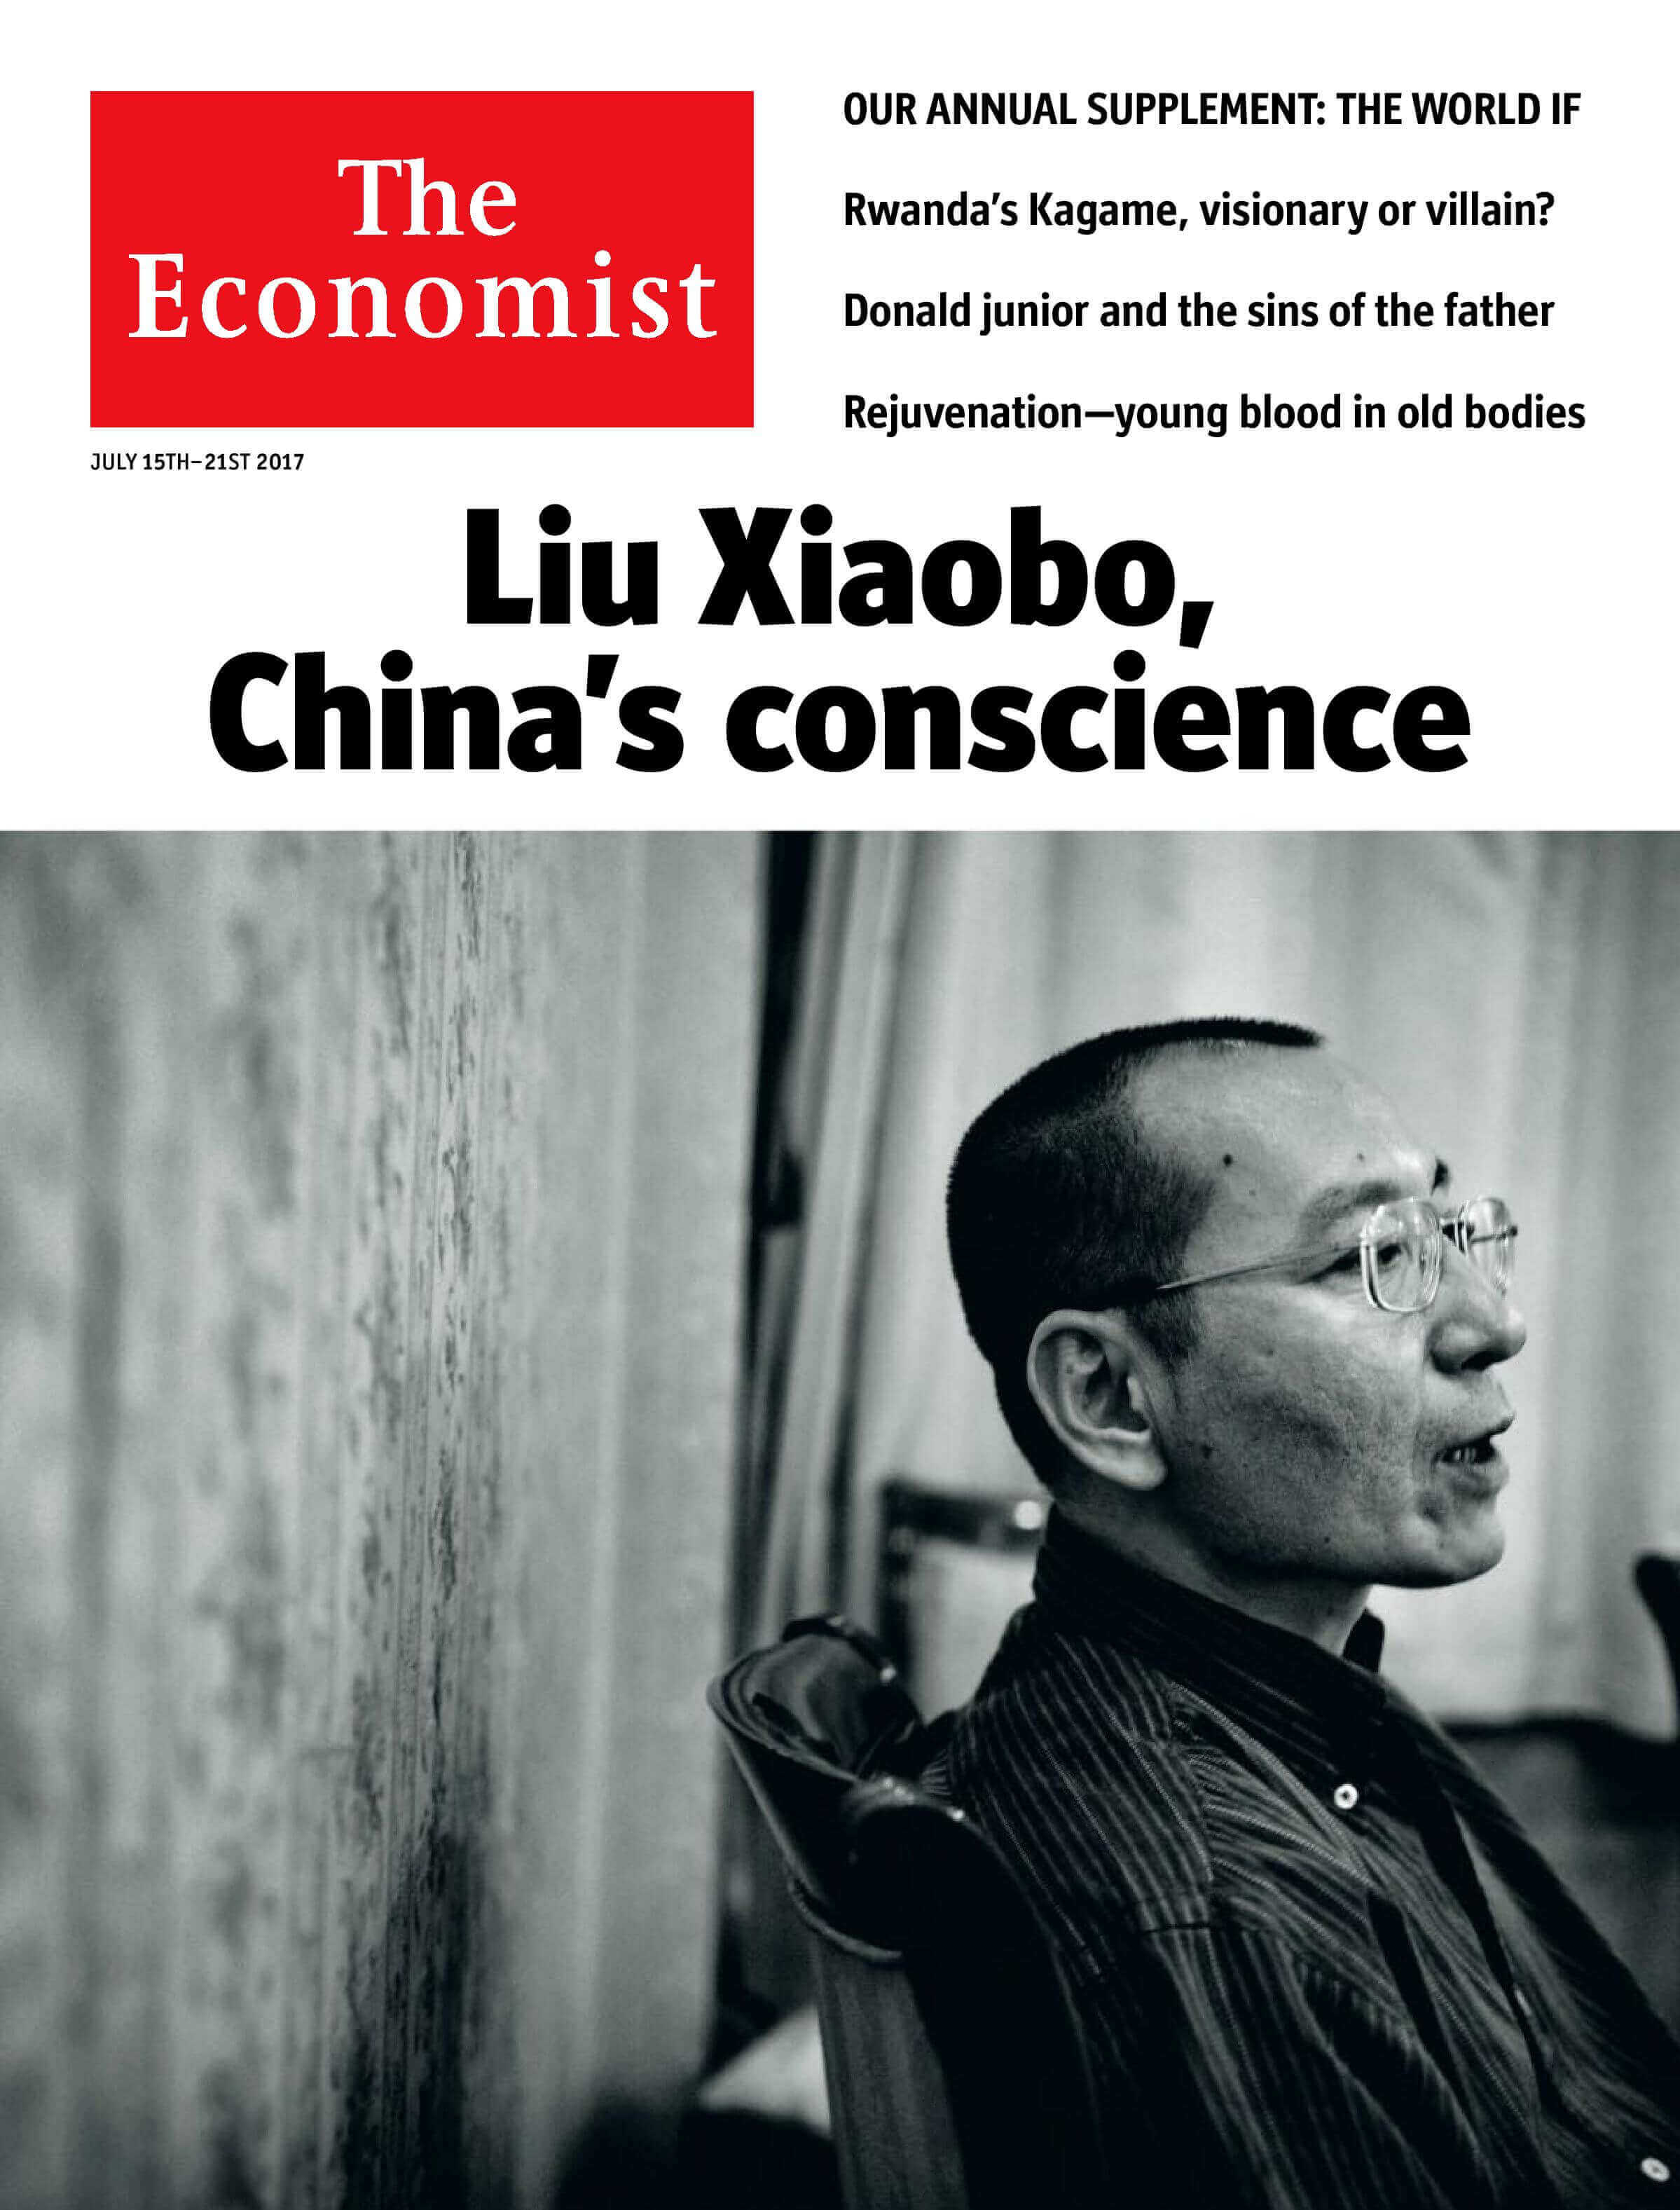 The
Economist
OUR ANNUAL SUPPLEMENT: THE WORLD IF
Rwanda's Kagame, visionary or villain?
Donald junior and the sins of the father
Rejuvenation—young blood in old bodies
JULY 15TH–21ST 2017
Liu Xiaobo,
China's conscience